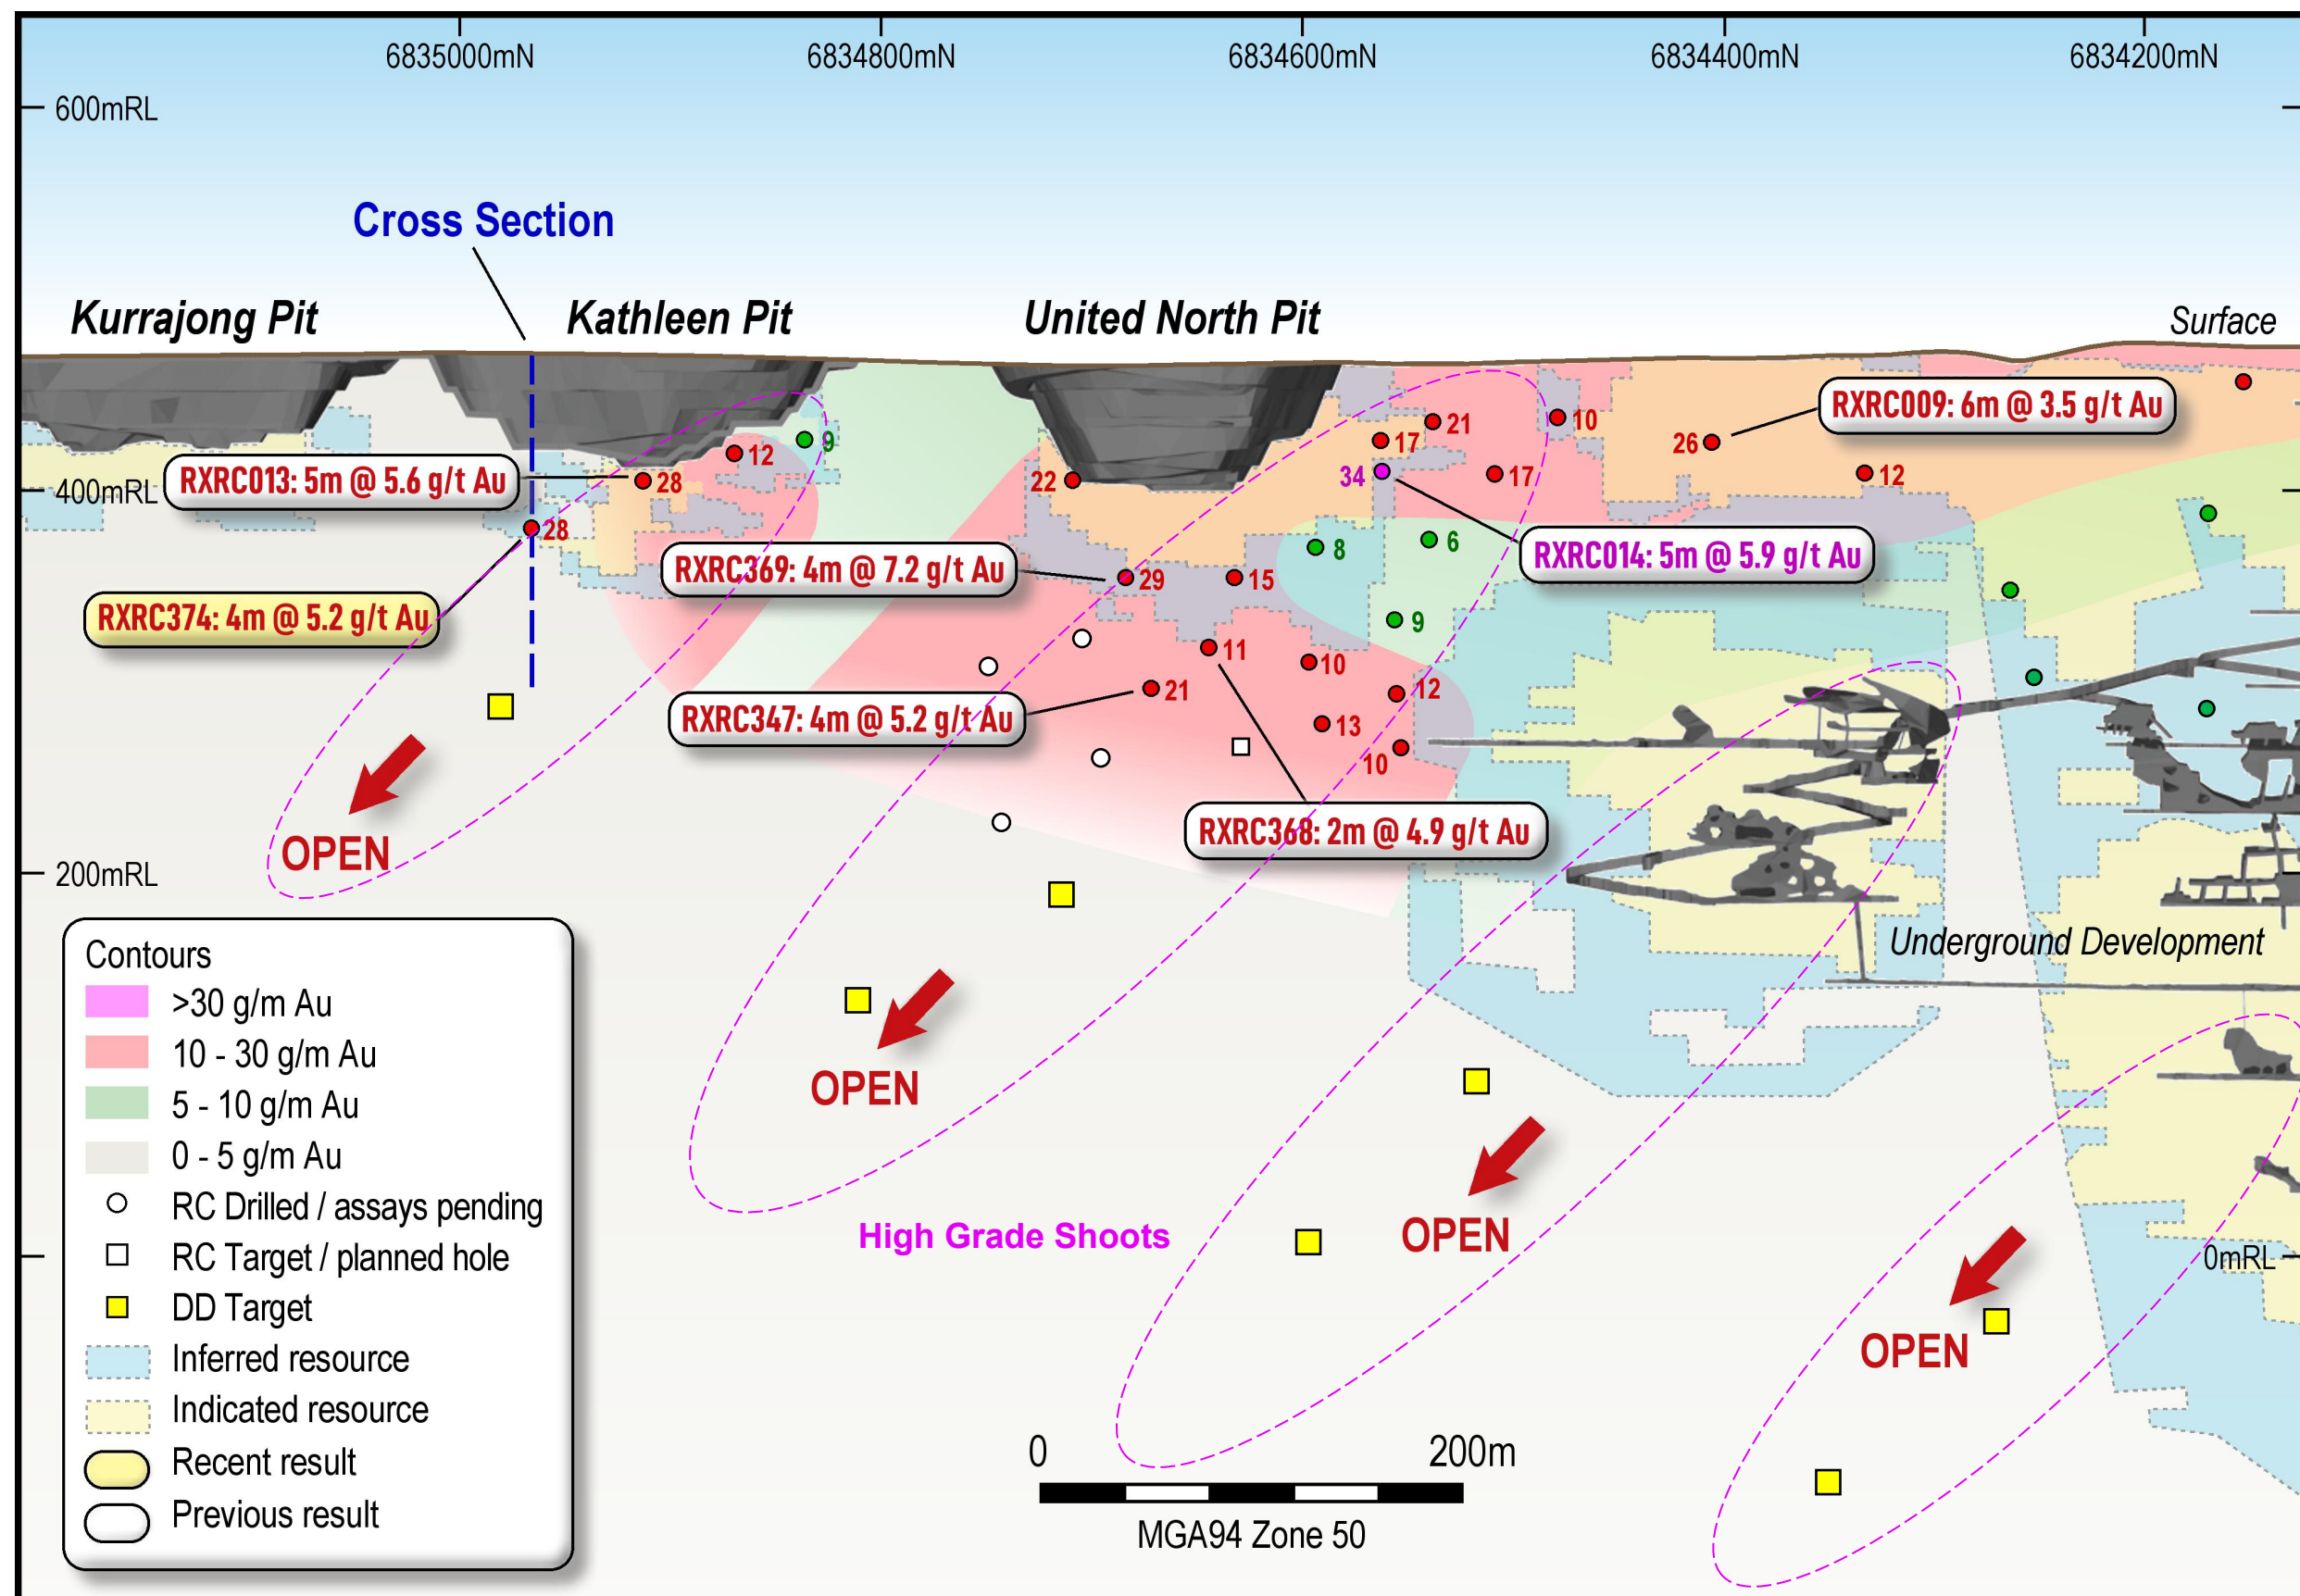 6835000mN
6834800mN
6834600mN
6834400mN
6834200mN
600mRL
Cross Section
Kurrajong Pit
Kathleen Pit
United North Pit
Surface
RXRC009: 6m @ 3.5 g/t Au
21
10
17
26
9
12
34
17
12
RXRC013: 5m @ 5.6 g/t Au
28
22
400mRL
28
RXRC014: 5m @ 5.9 g/t Au
8
6
RXRC369: 4m @ 7.2 g/t Au
29
15
RXRC374: 4m @ 5.2 g/t Au
9
11
10
21
12
RXRC347: 4m @ 5.2 g/t Au
13
10
RXRC368: 2m @ 4.9 g/t Au
OPEN
200mRL
Underground Development
OPEN
High Grade Shoots
OPEN
0mRL
OPEN
Contours
>30 g/m Au
10 - 30 g/m Au
5 - 10 g/m Au
0 - 5 g/m Au
RC Drilled / assays pending
RC Target / planned hole
DD Target
Inferred resource
Indicated resource
Recent result
Previous result
0
200m
MGA94 Zone 50